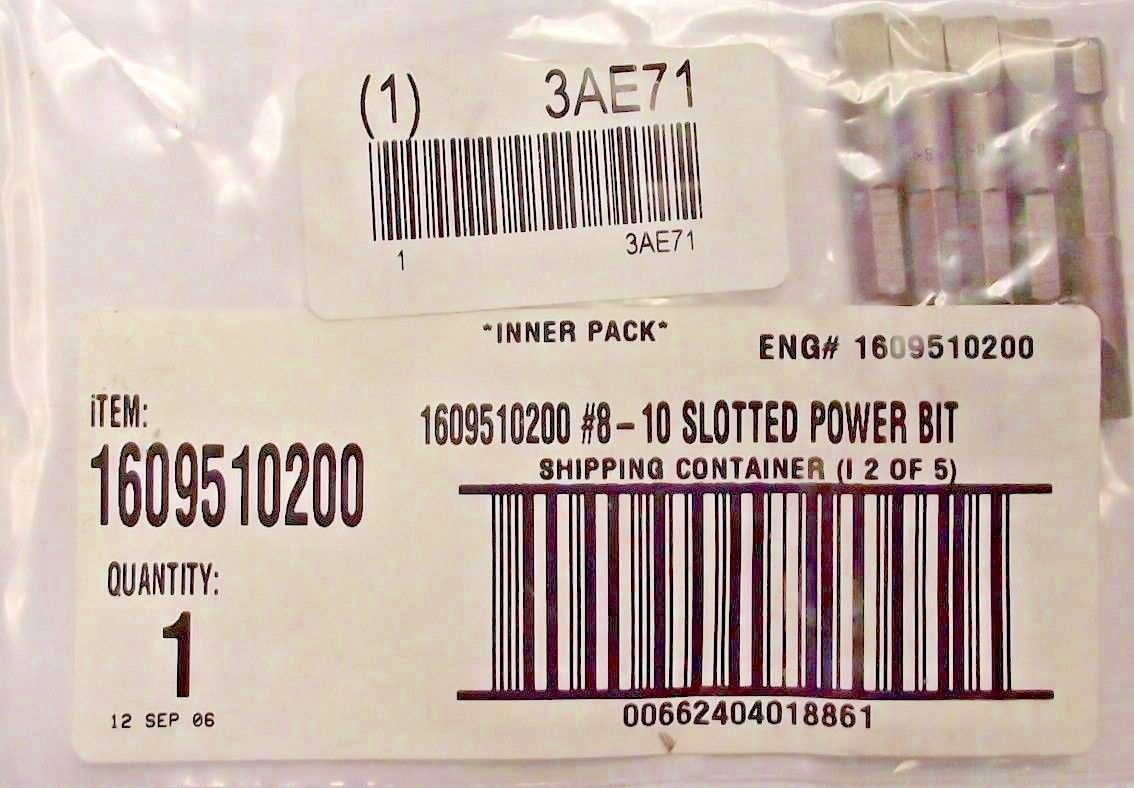 (1) 3AE71
1 3AE71
*INNER PACK*
ENG# 1609510200
iTEM:
1609510200 #8-10 SLOTTED POWER BIT
1609510200
SHIPPING CONTAINER (I 2 OF 5)
QUANTITY:
1
12 SEP 06
00662404018861